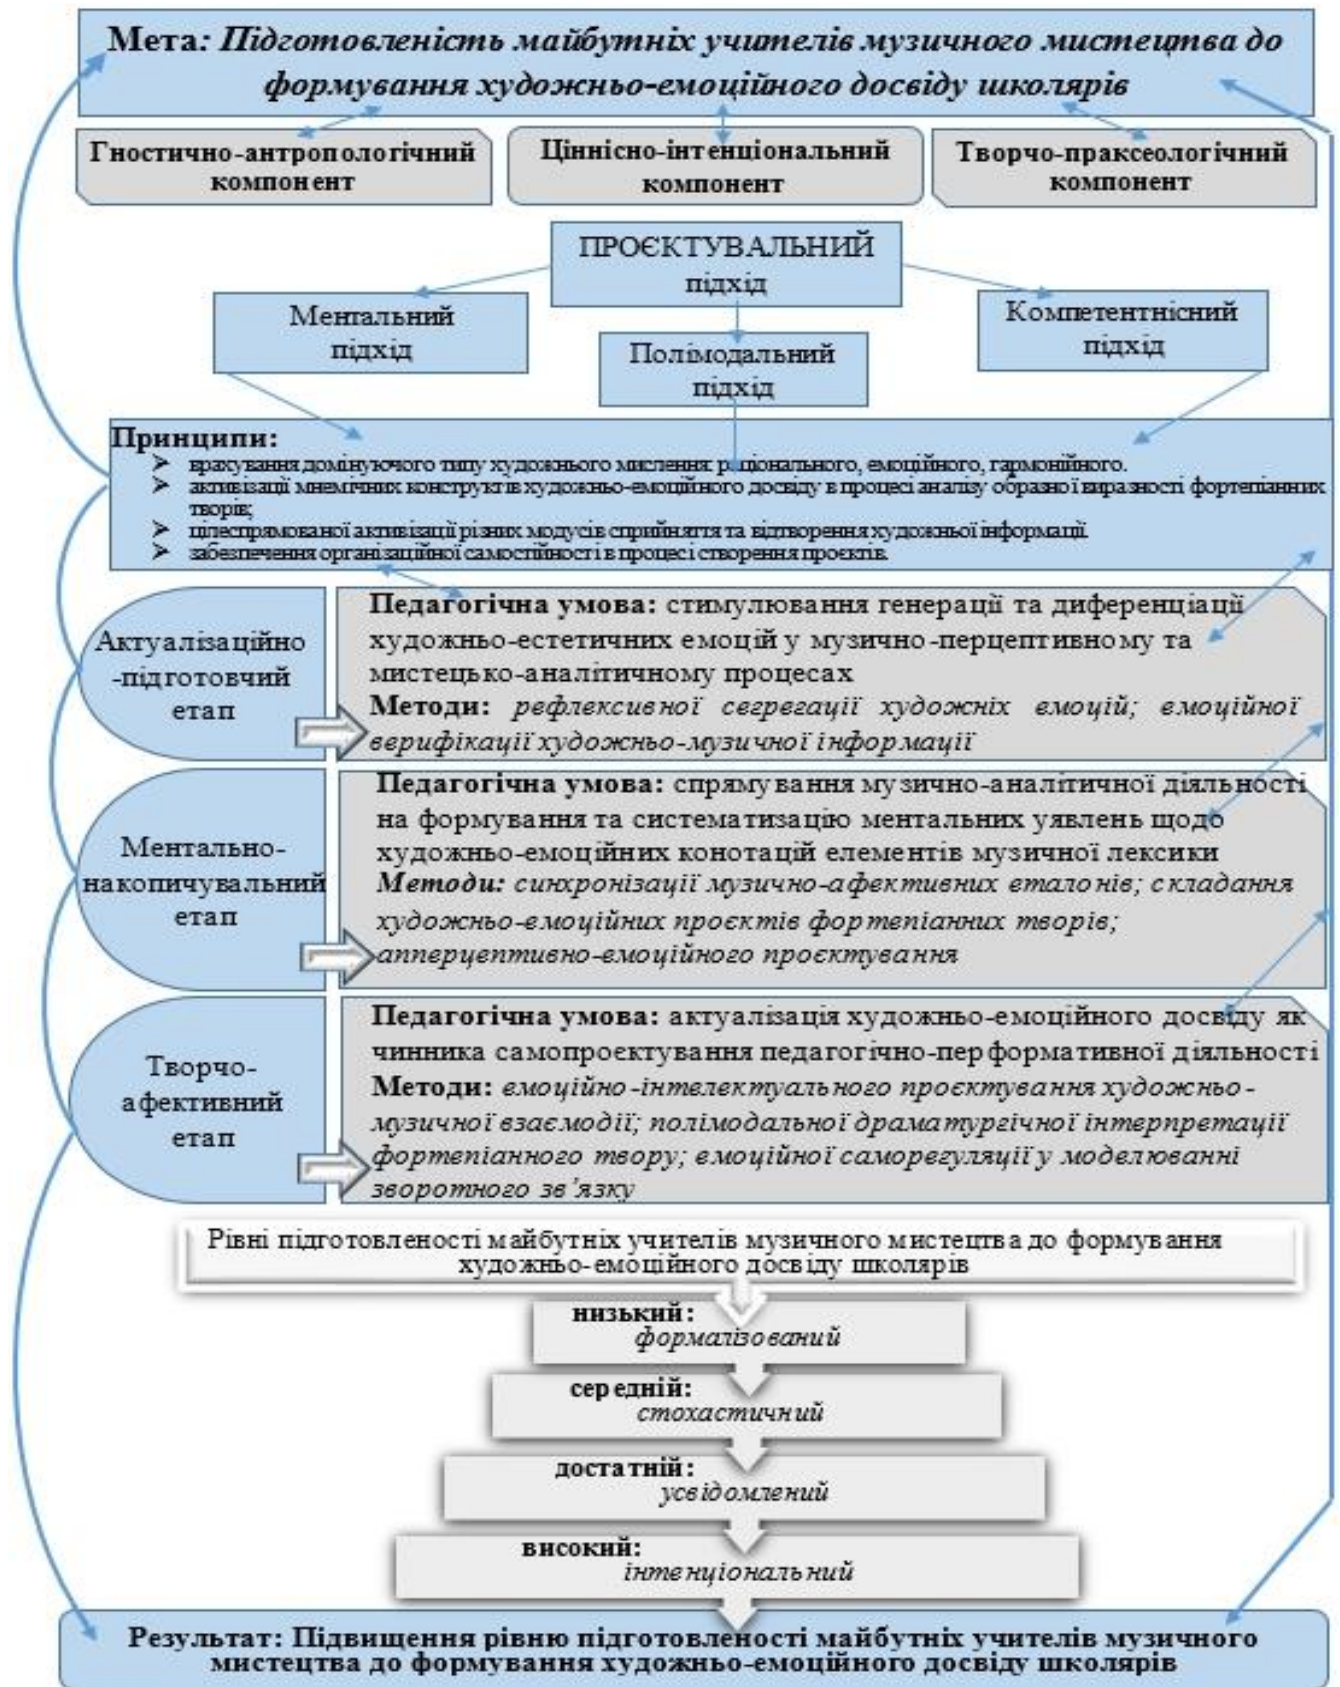 Мета: Підготовленість майбутніх учителів музичного мистецтва до
формування художньо-емоційного досвіду школярів
Гностично-антропологічний
компонент
Ціннісно-інтенціональний
компонент
Творчо-праксеологічний
компонент
ПРОЄКТУВАЛЬНИЙ
підхід
Ментальний
підхід
Полімодальний
підхід
Компетентнісний
підхід
Принципи:
врахування домінуючого типу художнього мислення: раціонального, емоційного, гармонійного.
активізації мнемічних конструктів художньо-емоційного досвіду в процесі аналізу образної виразності фортепіанних
творів;
цілеспрямованої активізації різних модусів сприйняття та відтворення художньої інформації.
забезпечення організаційної самостійності в процесі створення проєктів.
Актуалізаційно
-підготовчий
етап
Педагогічна умова: стимулювання генерації та диференціації
художньо-естетичних емоцій у музично-перцептивному та
мистецько-аналітичному процесах
Методи: рефлексивної сегрегації художніх емоцій; емоційної
верифікації художньо-музичної інформації
Ментально-
накопичувальний
етап
Педагогічна умова: спрямування музично-аналітичної діяльності
на формування та систематизацію ментальних уявлень щодо
художньо-емоційних конотацій елементів музичної лексики
Методи: синхронізації музично-афективних еталонів; складання
художньо-емоційних проєктів фортепіанних творів;
апперцептивно-емоційного проєктування
Творчо-
афективний
етап
Педагогічна умова: актуалізація художньо-емоційного досвіду як
чинника самопроектування педагогічно-перформативної діяльності
Методи: емоційно-інтелектуального проєктування художньо-
музичної взаємодії; полімодальної драматургічної інтерпретації
фортепіанного твору; емоційної саморегуляції у моделюванні
зворотного зв’язку
Рівні підготовленості майбутніх учителів музичного мистецтва до формування
художньо-емоційного досвіду школярів
низький:
формалізований
середній:
стохастичний
достатній:
усвідомлений
високий:
інтенціональний
Результат: Підвищення рівню підготовленості майбутніх учителів музичного
мистецтва до формування художньо-емоційного досвіду школярів